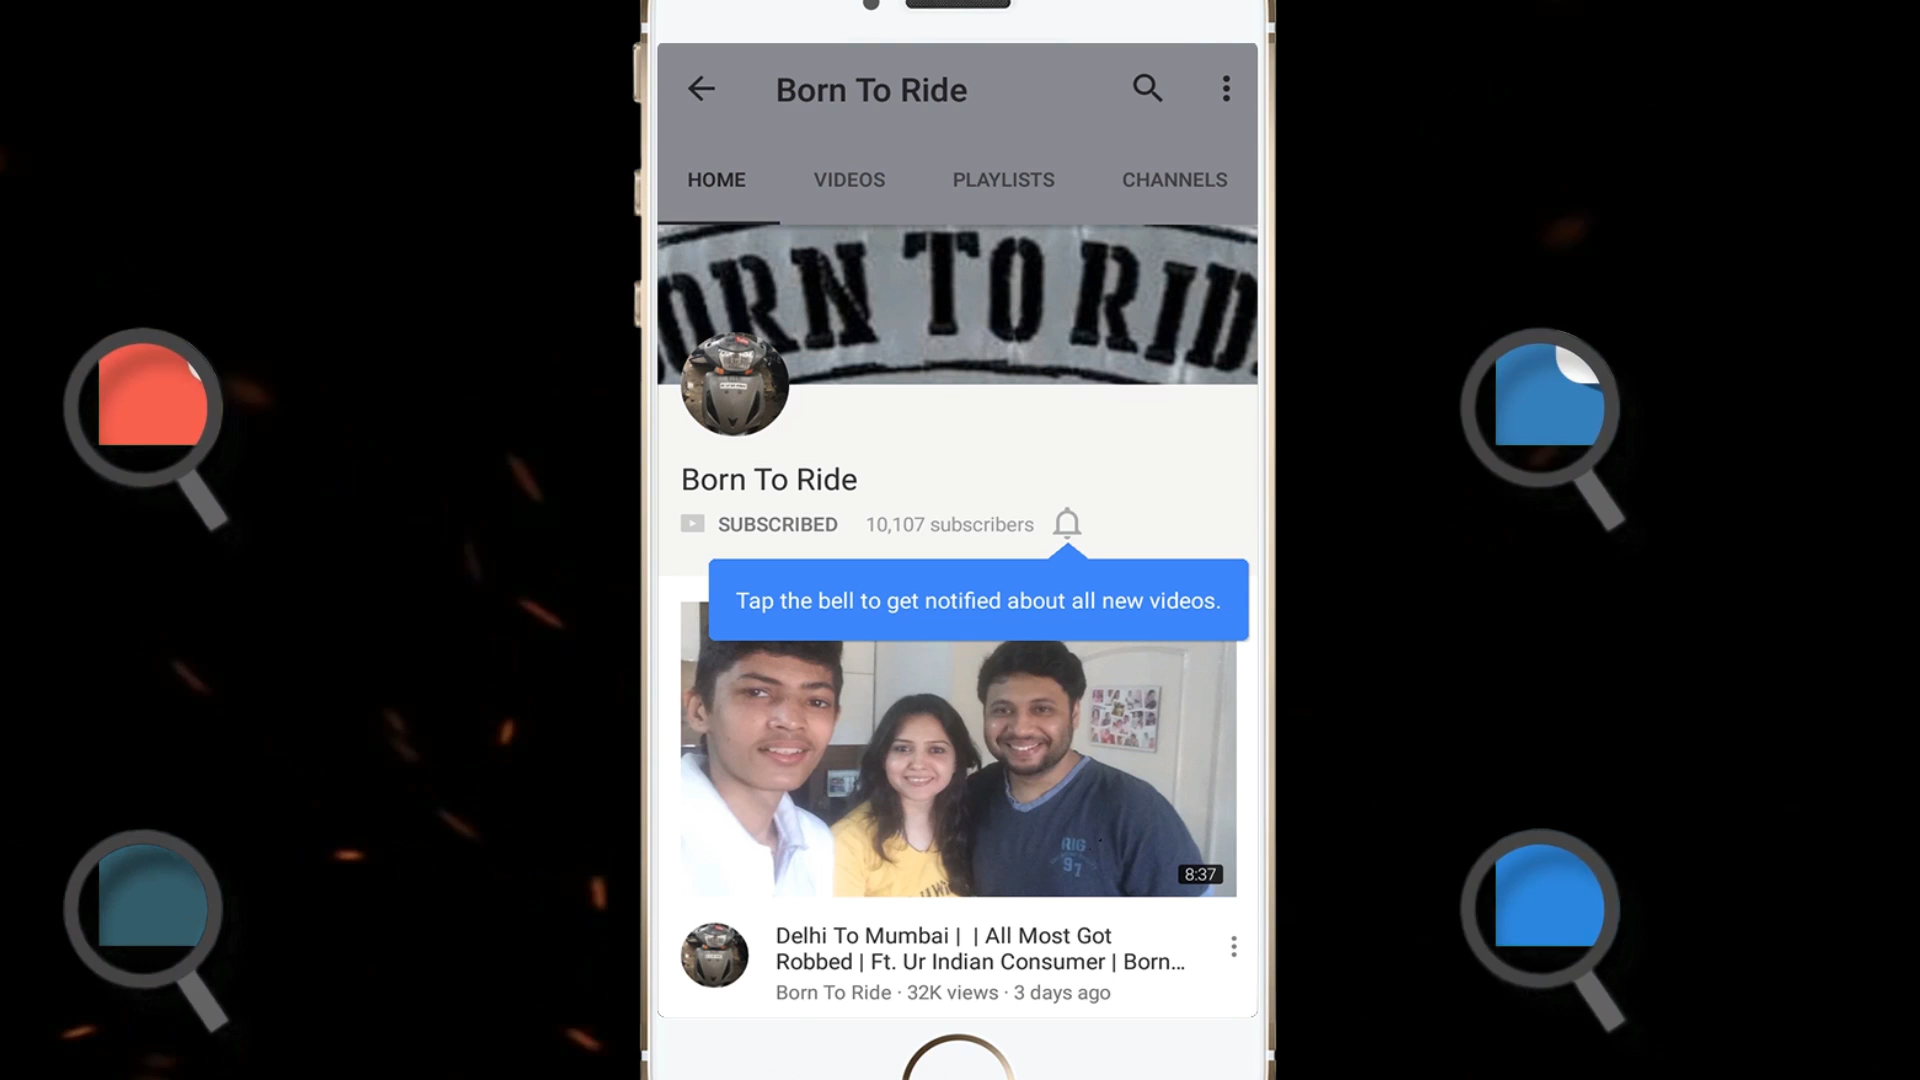 Born To Ride
HOME VIDEOS PLAYLISTS CHANNELS
ORN TO RID
Born To Ride
SUBSCRIBED 10,107 subscribers
Tap the bell to get notified about all new videos.
RIG
97
8:37
Delhi To Mumbai | | All Most Got
Robbed | Ft. Ur Indian Consumer | Born...
Born To Ride · 32K views · 3 days ago